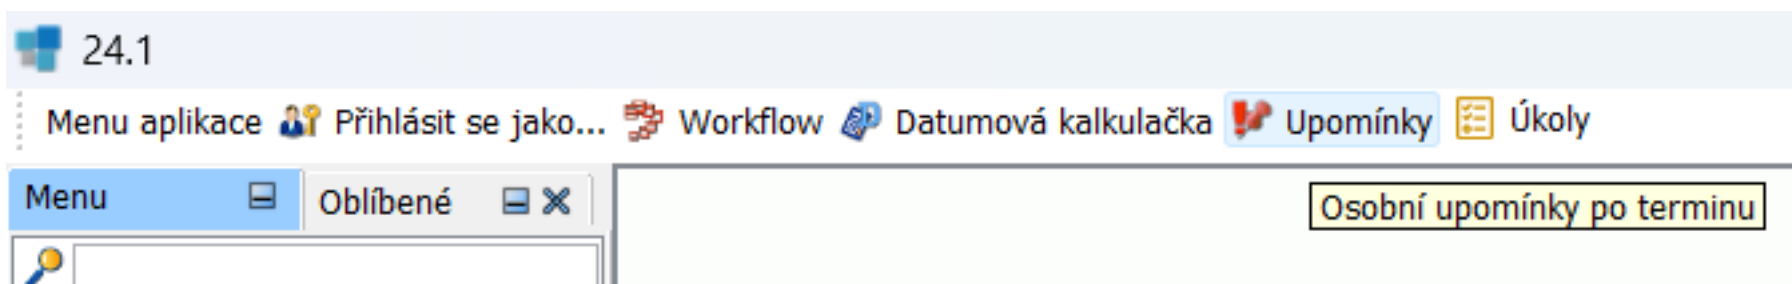 24.1
Menu aplikace Přihlásit se jako... Workflow Datumová kalkulačka Upomínky Úkoly
Menu Oblíbené
Osobní upomínky po terminu